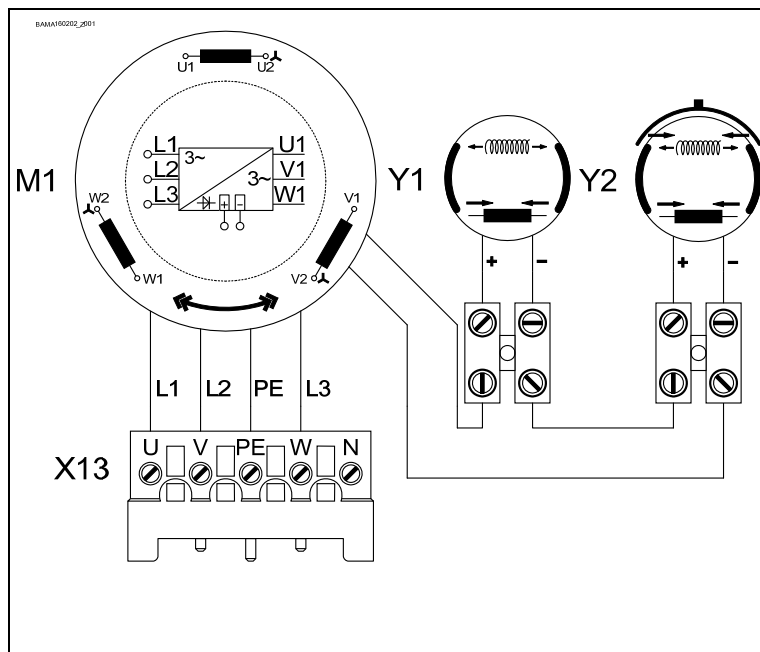 BAMA160202_2001
U1 U2
L1 U1
3~
L2 V1
3~
L3 W1
+ -
M1
W2
W1
V1
V2
Y1
Y2
+ -
+ -
L1 L2 PE L3
U V PE W N
X13